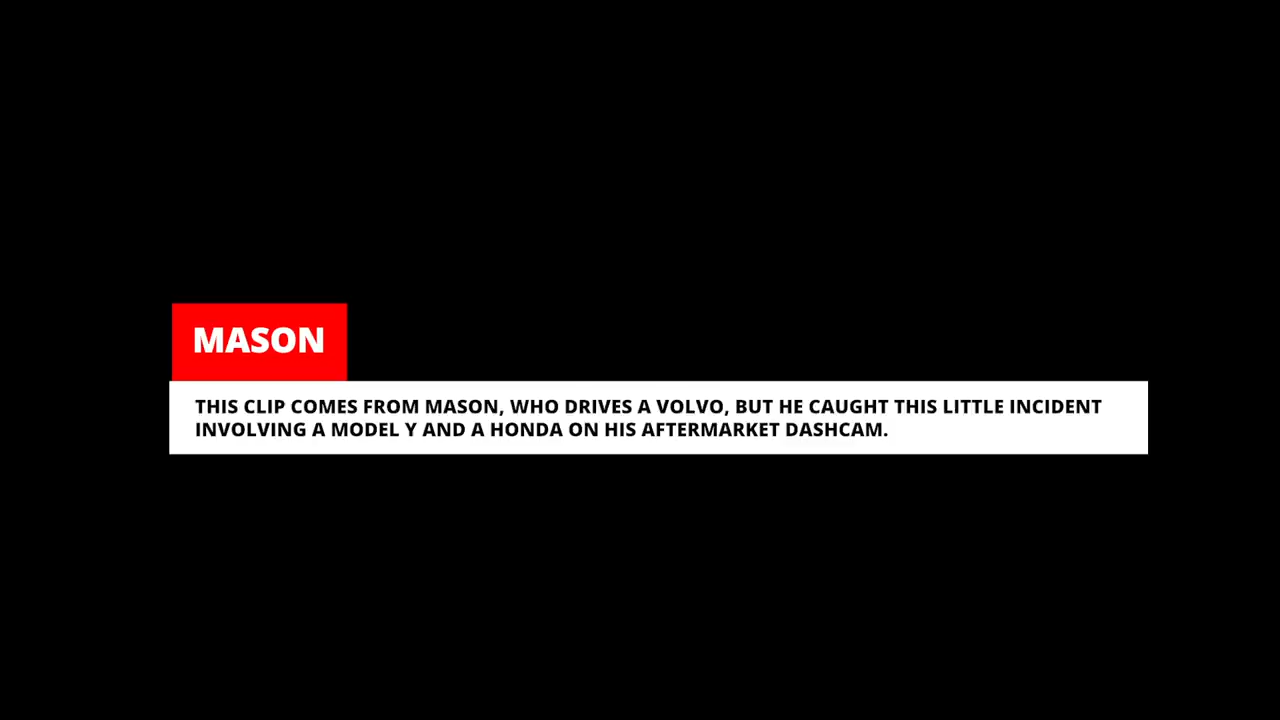 MASON
THIS CLIP COMES FROM MASON, WHO DRIVES A VOLVO, BUT HE CAUGHT THIS LITTLE INCIDENT
INVOLVING A MODEL Y AND A HONDA ON HIS AFTERMARKET DASHCAM.